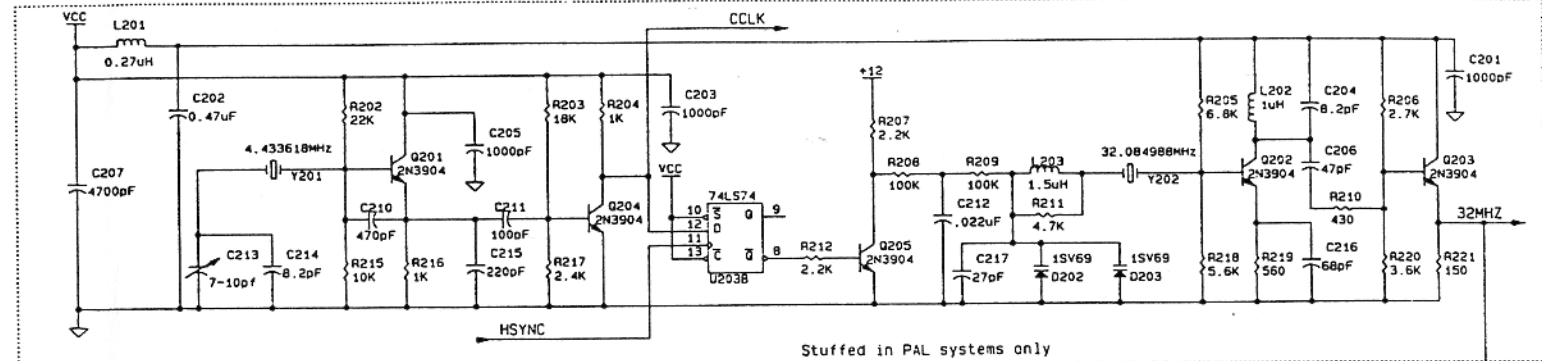 VCC
L201
0.27uH
CCLK
C202
0.47uF
C207
4700pF
4.433618MHz
Y201
R202
22K
Q201
2N3904
C205
1000pF
R203
18K
R204
1K
C203
1000pF
C210
470pF
C211
100pF
Q204
2N3904
C213
7-10pf
C214
8.2pF
R215
10K
R216
1K
C215
220pF
R217
2.4K
VCC
74LS74
10
12
11
13
S
D
C
Q
Q
9
8
U203B
HSYNC
R212
2.2K
+12
R207
2.2K
R208
100K
R209
100K
C212
.022uF
Q205
2N3904
L203
1.5uH
R211
4.7K
C217
27pF
1SV69
D202
1SV69
D203
32.084988MHz
Y202
R205
6.8K
L202
1uH
C204
8.2pF
R206
2.7K
C201
1000pF
Q202
2N3904
C206
47pF
Q203
2N3904
R210
430
32MHZ
R218
5.6K
R219
560
C216
68pF
R220
3.6K
R221
150
Stuffed in PAL systems only